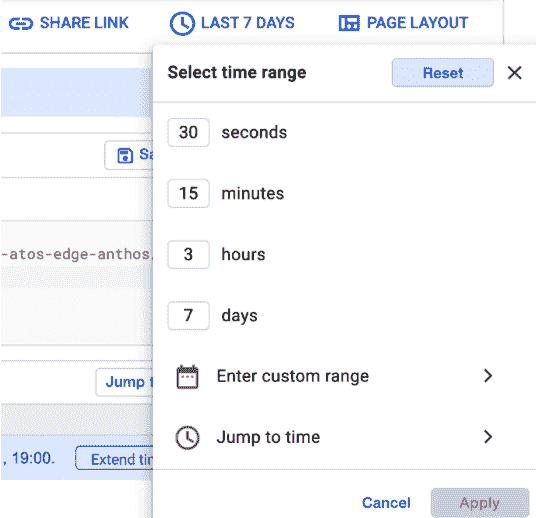 SHARE LINK LAST 7 DAYS PAGE LAYOUT
Select time range Reset
30 seconds
Sa
15 minutes
-atos-edge-anthos.
3 hours
7 days
Enter custom range
Jump t
Jump to time
, 19:00. Extend tin
Cancel Apply